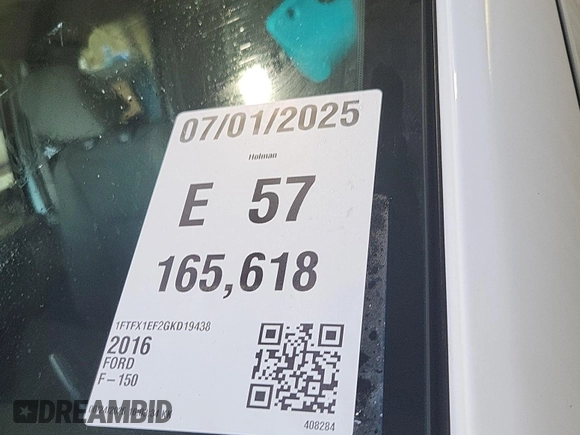 07/01/2025
Holman
E 57
165,618
1FTFX1EF2GKD19438
2016
FORD
F-150
408284
DREAMBID